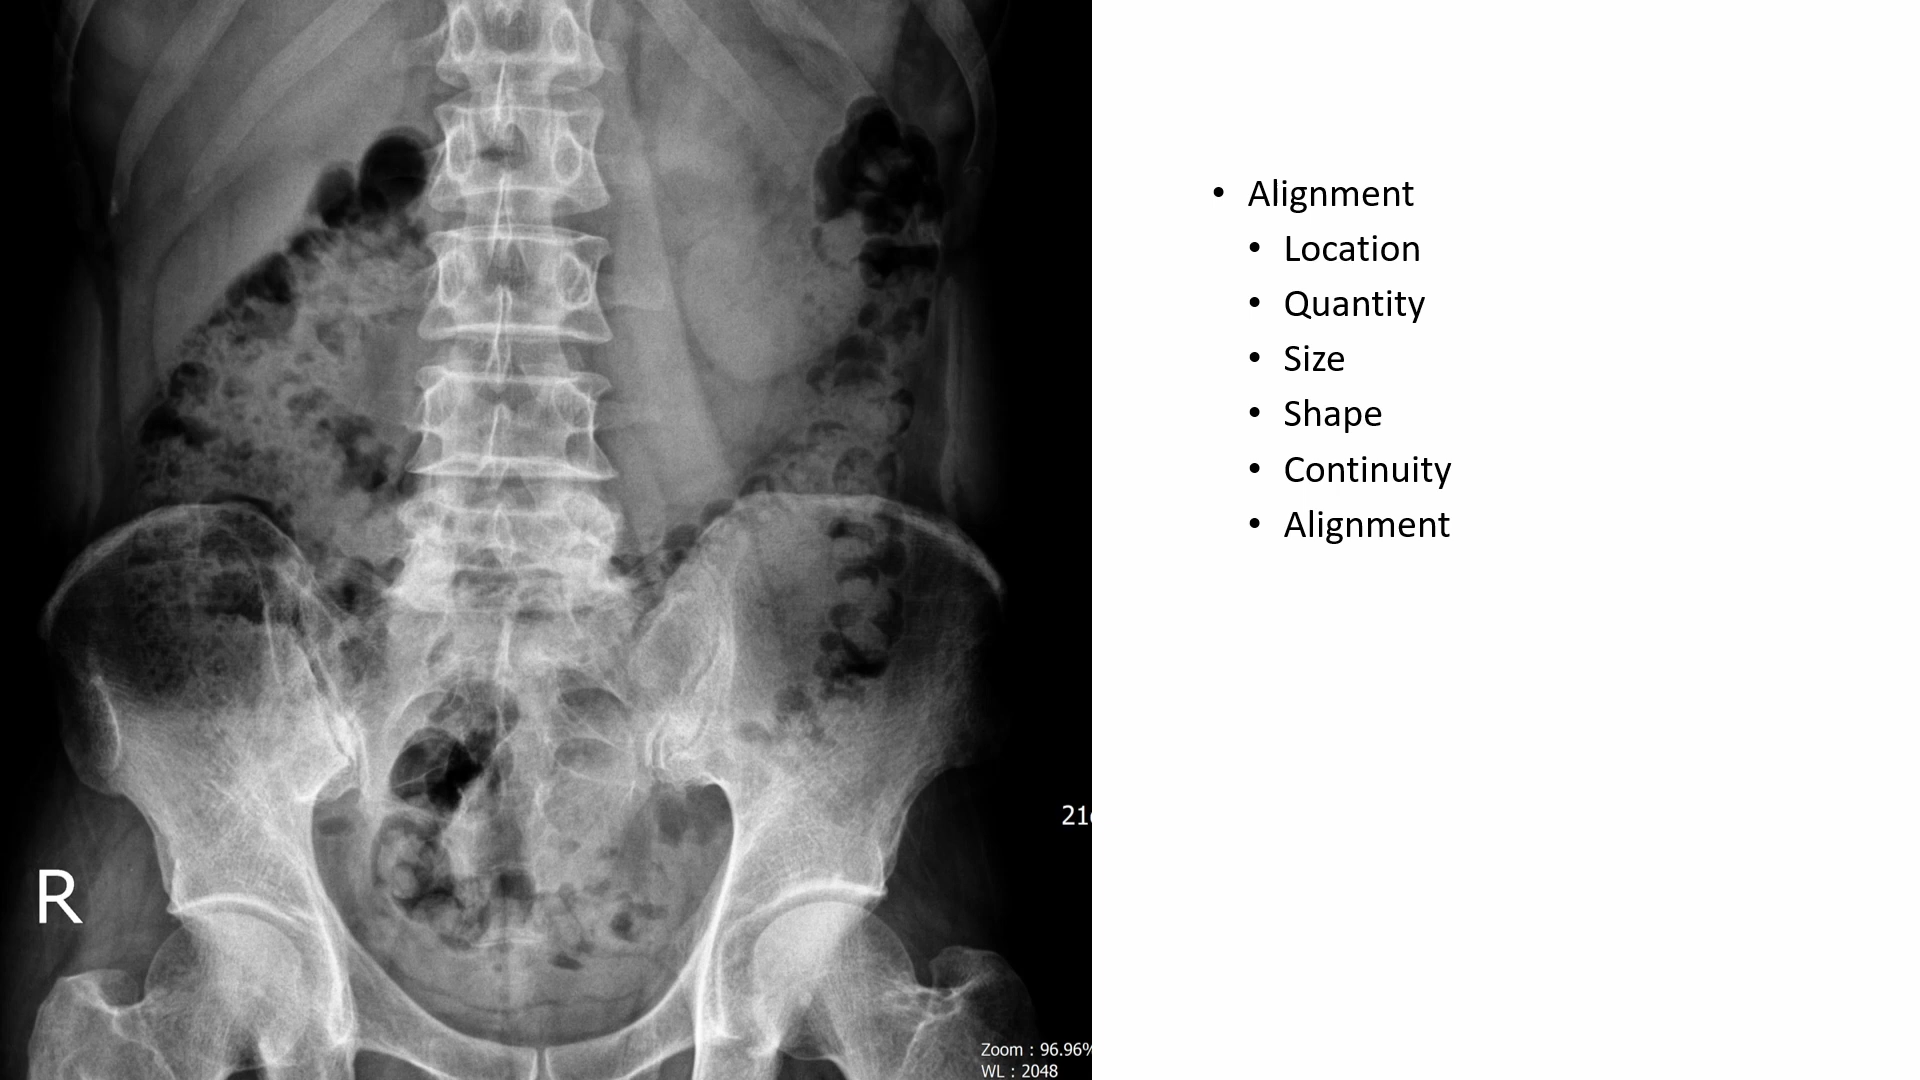 Alignment
Location
Quantity
Size
Shape
Continuity
Alignment
R
Zoom : 96.96%
WL : 2048